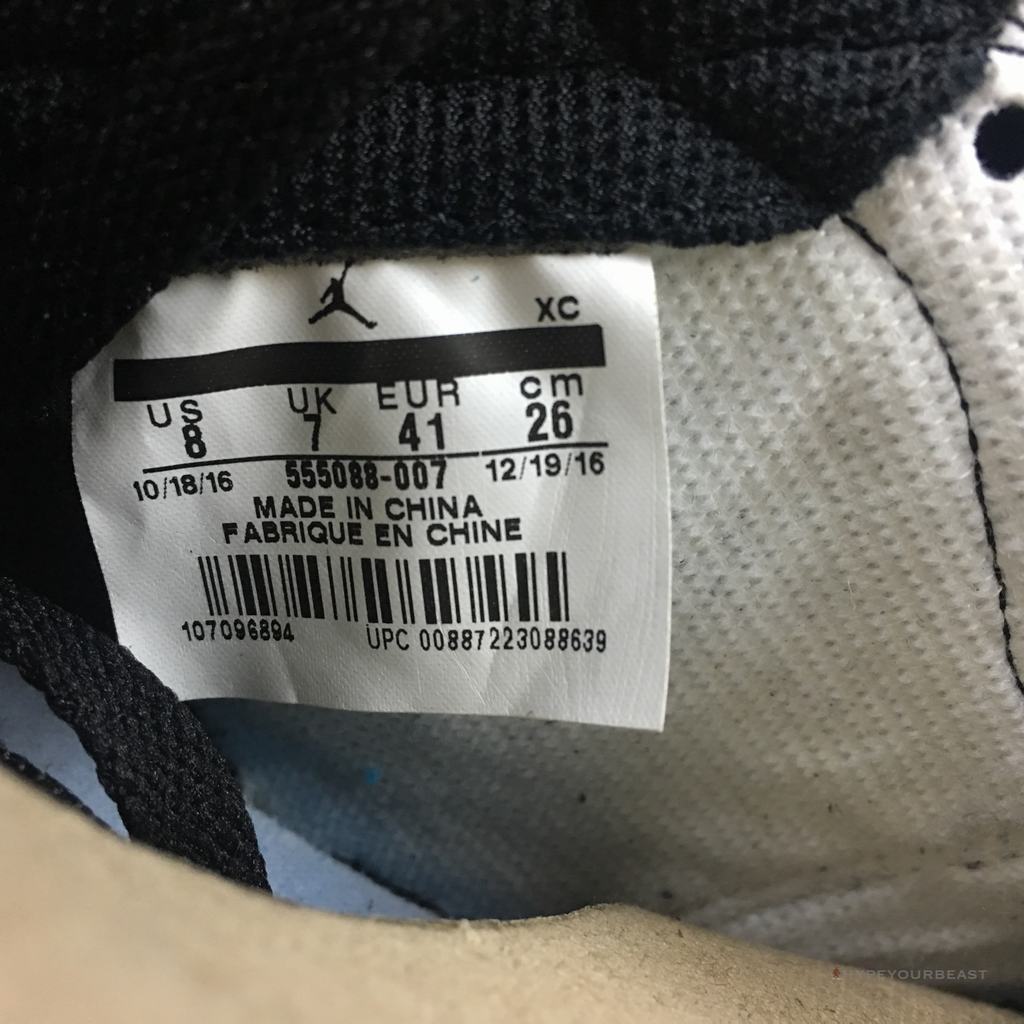 XC
US UK EUR cm
8 7 41 26
10/18/16 555088-007 12/19/16
MADE IN CHINA
FABRIQUE EN CHINE
107096894 UPC 00887223088639
HYPEYOURBEAST